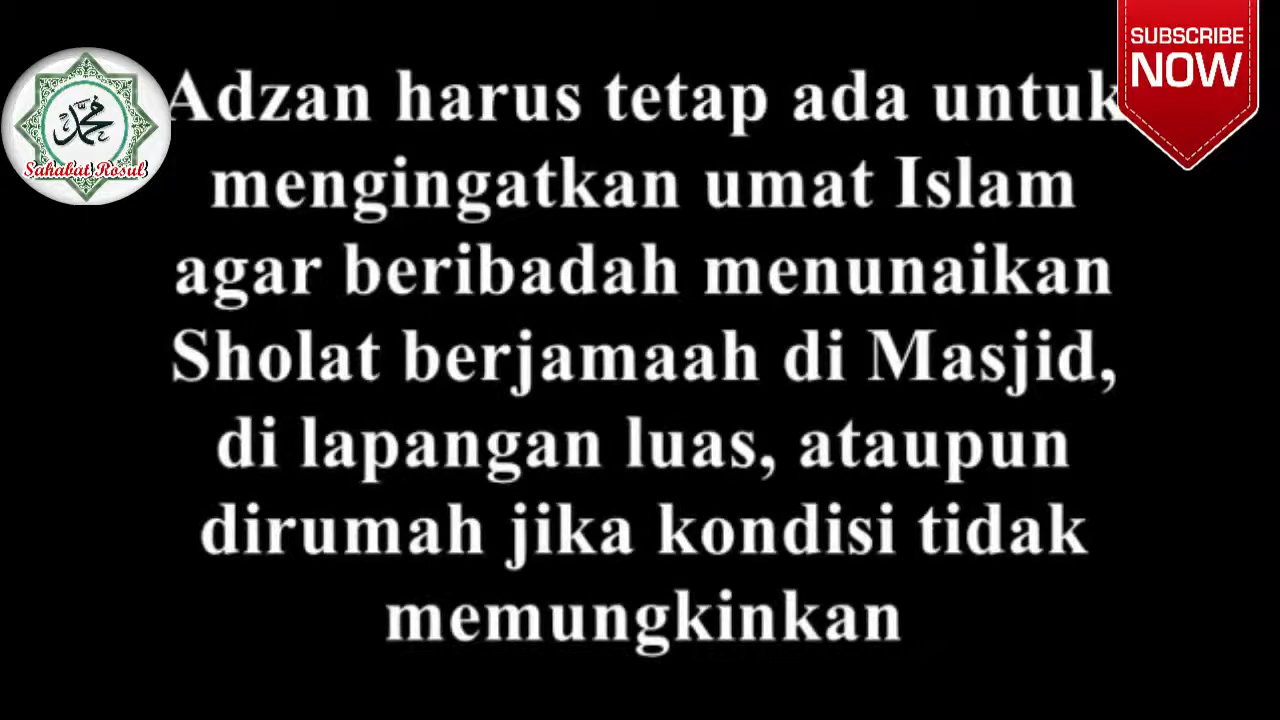 SUBSCRIBE
NOW
محمد
Sahabat Rosul
Adzan harus tetap ada untuk
mengingatkan umat Islam
agar beribadah menunaikan
Sholat berjamaah di Masjid,
di lapangan luas, ataupun
dirumah jika kondisi tidak
memungkinkan